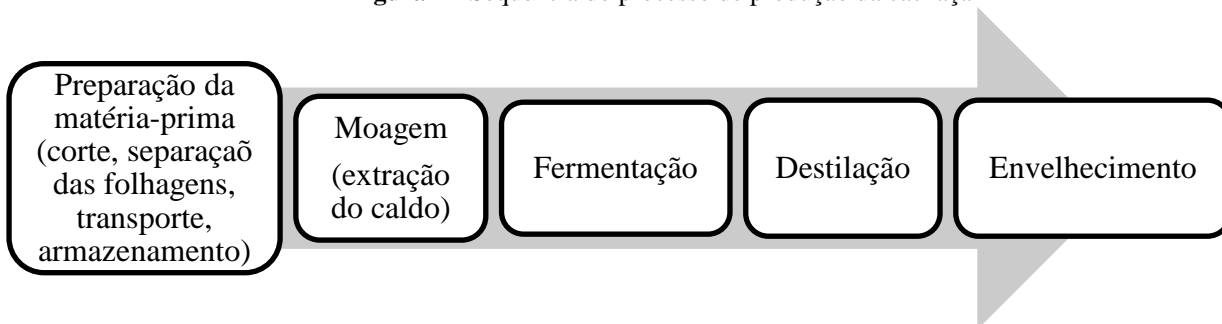 Preparação da
matéria-prima
(corte, separaçaõ
das folhagens,
transporte,
armazenamento)
Moagem
(extração
do caldo)
Fermentação
Destilação
Envelhecimento